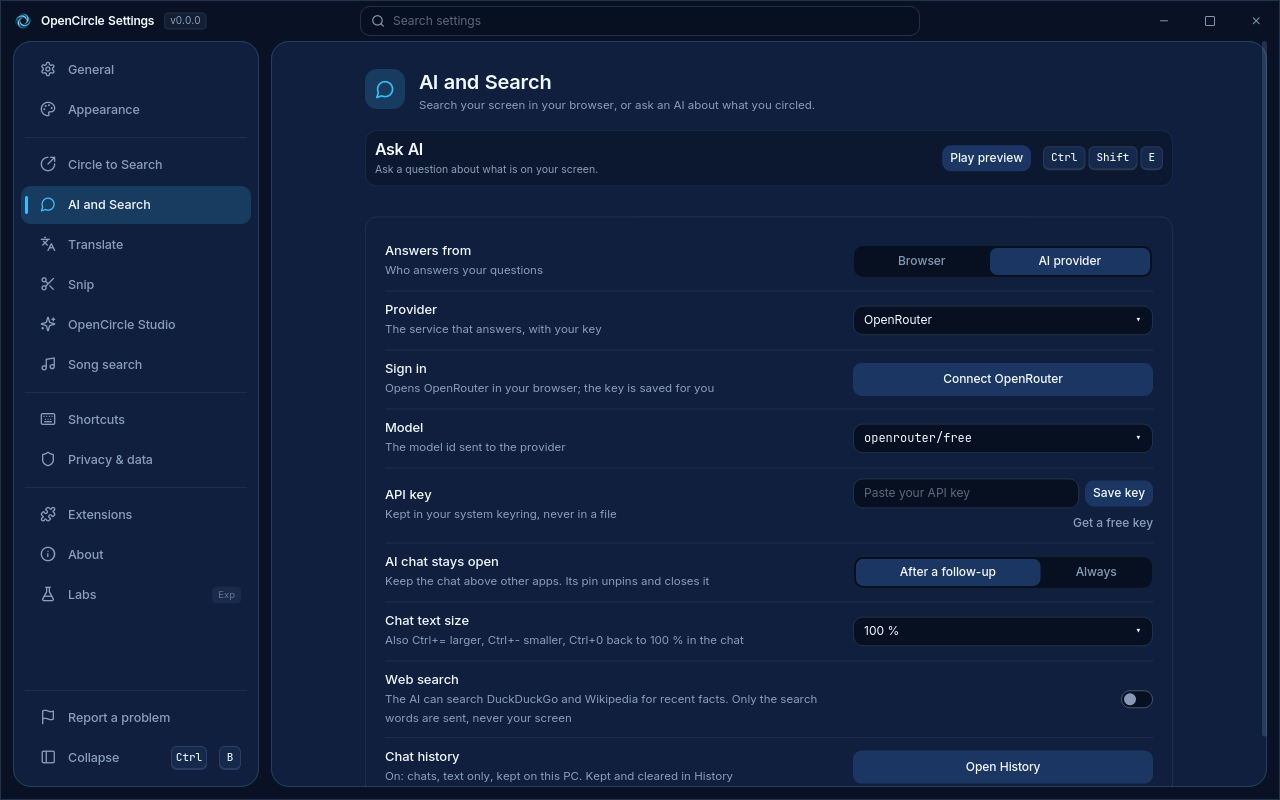 OpenCircle Settings v0.0.0
Search settings
General
Appearance
Circle to Search
AI and Search
Translate
Snip
OpenCircle Studio
Song search
Shortcuts
Privacy & data
Extensions
About
Labs Exp
Report a problem
Collapse Ctrl B
AI and Search
Search your screen in your browser, or ask an AI about what you circled.
Ask AI
Ask a question about what is on your screen.
Play preview Ctrl Shift E
Answers from
Who answers your questions
Browser AI provider
Provider
The service that answers, with your key
OpenRouter
Sign in
Opens OpenRouter in your browser; the key is saved for you
Connect OpenRouter
Model
The model id sent to the provider
openrouter/free
API key
Kept in your system keyring, never in a file
Paste your API key Save key
Get a free key
AI chat stays open
Keep the chat above other apps. Its pin unpins and closes it
After a follow-up Always
Chat text size
Also Ctrl+= larger, Ctrl+- smaller, Ctrl+0 back to 100 % in the chat
100 %
Web search
The AI can search DuckDuckGo and Wikipedia for recent facts. Only the search
words are sent, never your screen
Chat history
On: chats, text only, kept on this PC. Kept and cleared in History
Open History